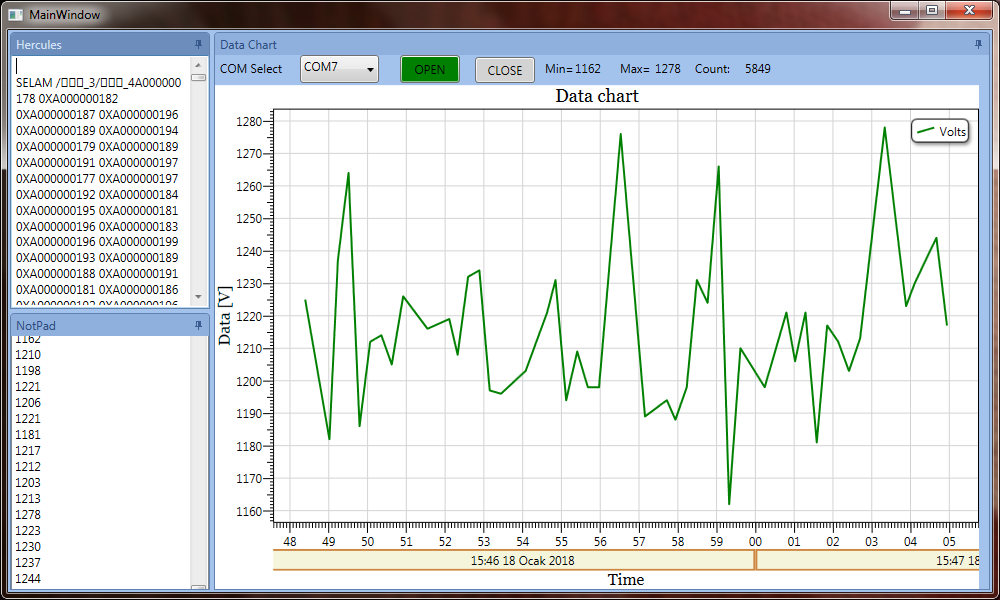 MainWindow
Hercules
SELAM /□□□_3/□□□_4A000000
178 0XA000000182
0XA000000187 0XA000000196
0XA000000189 0XA000000194
0XA000000179 0XA000000189
0XA000000191 0XA000000197
0XA000000177 0XA000000197
0XA000000192 0XA000000184
0XA000000195 0XA000000181
0XA000000196 0XA000000183
0XA000000196 0XA000000199
0XA000000193 0XA000000189
0XA000000188 0XA000000191
0XA000000181 0XA000000186
NotPad
1162
1210
1198
1221
1206
1221
1181
1217
1212
1203
1213
1278
1223
1230
1237
1244
Data Chart
COM Select COM7 OPEN CLOSE Min= 1162 Max= 1278 Count: 5849
Data chart
Volts
Data [V]
1280
1270
1260
1250
1240
1230
1220
1210
1200
1190
1180
1170
1160
48 49 50 51 52 53 54 55 56 57 58 59 00 01 02 03 04 05
15:46 18 Ocak 2018 15:47 18
Time